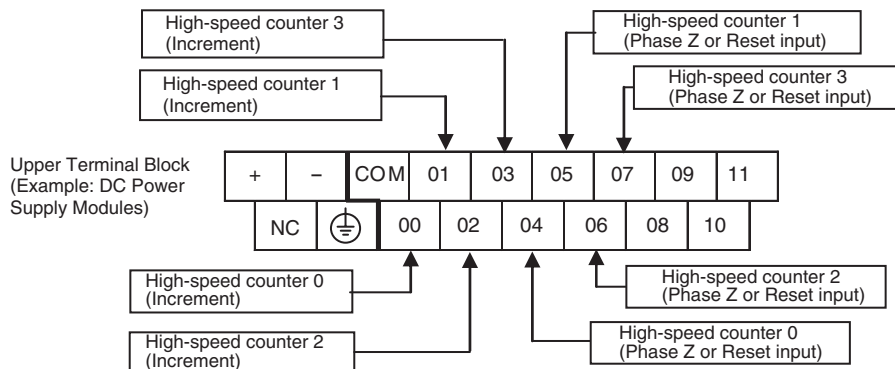 High-speed counter 3
(Increment)
High-speed counter 1
(Phase Z or Reset input)
High-speed counter 1
(Increment)
High-speed counter 3
(Phase Z or Reset input)
Upper Terminal Block
(Example: DC Power
Supply Modules)
+ − COM 01 03 05 07 09 11
NC 00 02 04 06 08 10
High-speed counter 0
(Increment)
High-speed counter 2
(Phase Z or Reset input)
High-speed counter 2
(Increment)
High-speed counter 0
(Phase Z or Reset input)